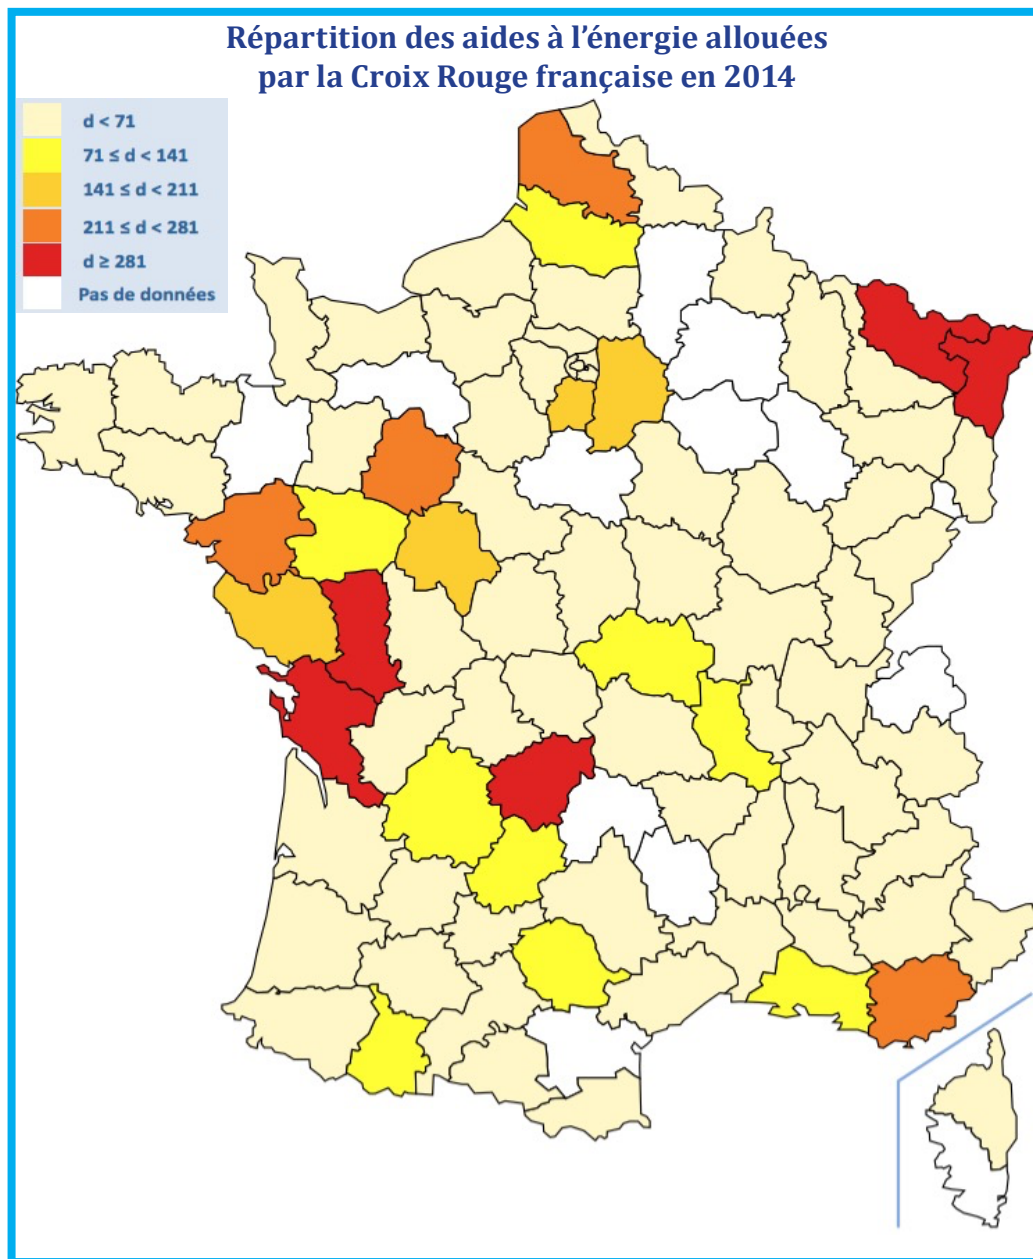 Répartition des aides à l’énergie allouées
par la Croix Rouge française en 2014
d < 71
71 ≤ d < 141
141 ≤ d < 211
211 ≤ d < 281
d ≥ 281
Pas de données